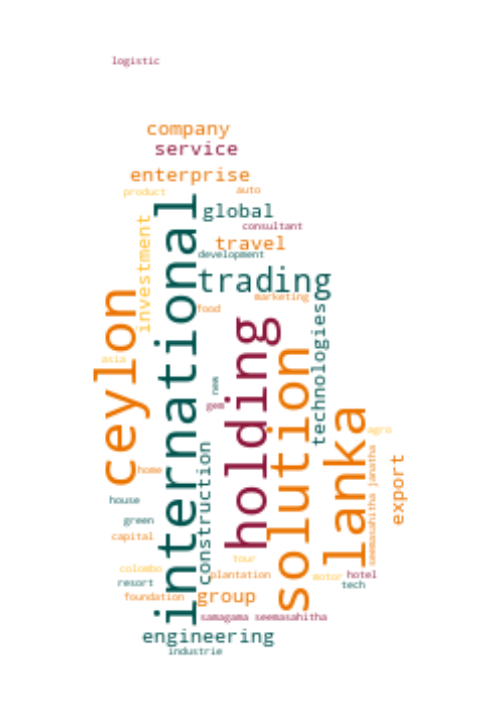 logistic
company
service
enterprise
product
auto
international
global
investment
consultant
travel
development
trading
ceylon
marketing
food
technologies
holding
solution
asia
new
gem
lanka
agro
home
construction
seemasahitha janatha
export
house
green
capital
tour
colombo
plantation
motor
hotel
resort
tech
foundation
group
samagama seemasahitha
engineering
industrie